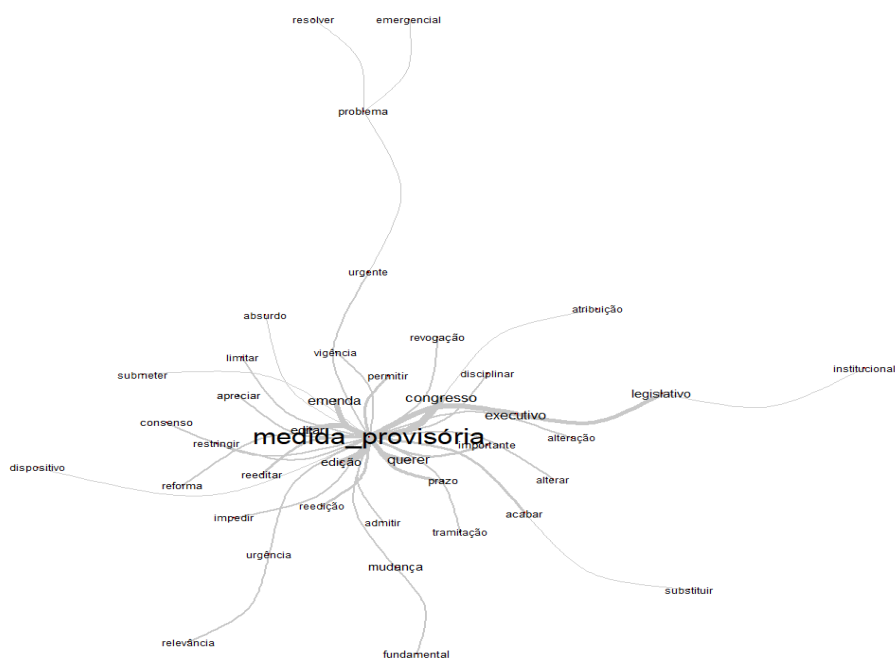 resolver
emergencial
problema
urgente
atribuição
absurdo
revogação
vigência
limitar
institucional
submeter
permitir
disciplinar
legislativo
apreciar
congresso
emenda
executivo
consenso
editar
medida_provisória
alteração
restringir
importante
edição
querer
dispositivo
reeditar
prazo
alterar
reforma
reedição
acabar
impedir
admitir
tramitação
urgência
mudança
substituir
relevância
fundamental